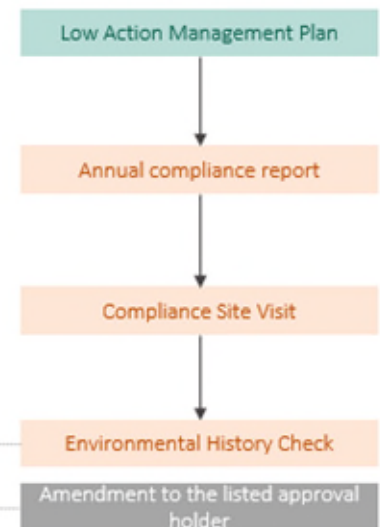 Low Action Management Plan
Annual compliance report
Compliance Site Visit
Environmental History Check
Amendment to the listed approval
holder